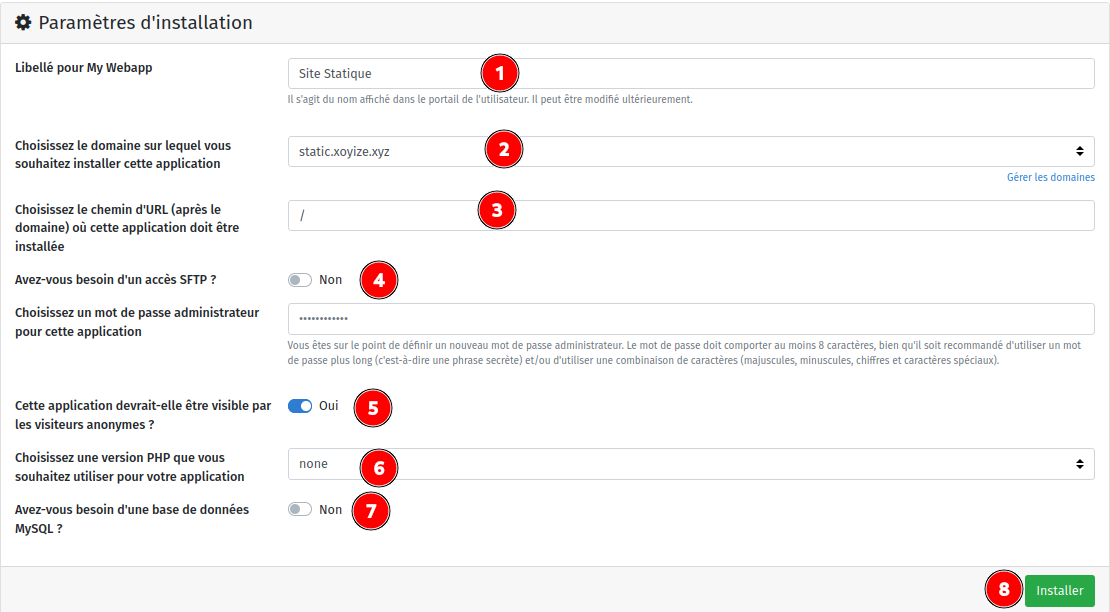 Paramètres d'installation
Libellé pour My Webapp
Site Statique
1
Il s'agit du nom affiché dans le portail de l'utilisateur. Il peut être modifié ultérieurement.
Choisissez le domaine sur lequel vous
souhaitez installer cette application
static.xoyize.xyz
2
Gérer les domaines
Choisissez le chemin d'URL (après le
domaine) où cette application doit être
installée
/
3
Avez-vous besoin d'un accès SFTP ?
Non
4
Choisissez un mot de passe administrateur
pour cette application
••••••••••••
Vous êtes sur le point de définir un nouveau mot de passe administrateur. Le mot de passe doit comporter au moins 8 caractères, bien qu'il soit recommandé d'utiliser un mot
de passe plus long (c'est-à-dire une phrase secrète) et/ou d'utiliser une combinaison de caractères (majuscules, minuscules, chiffres et caractères spéciaux).
Cette application devrait-elle être visible par
les visiteurs anonymes ?
Oui
5
Choisissez une version PHP que vous
souhaitez utiliser pour votre application
none
6
Avez-vous besoin d'une base de données
MySQL ?
Non
7
8
Installer